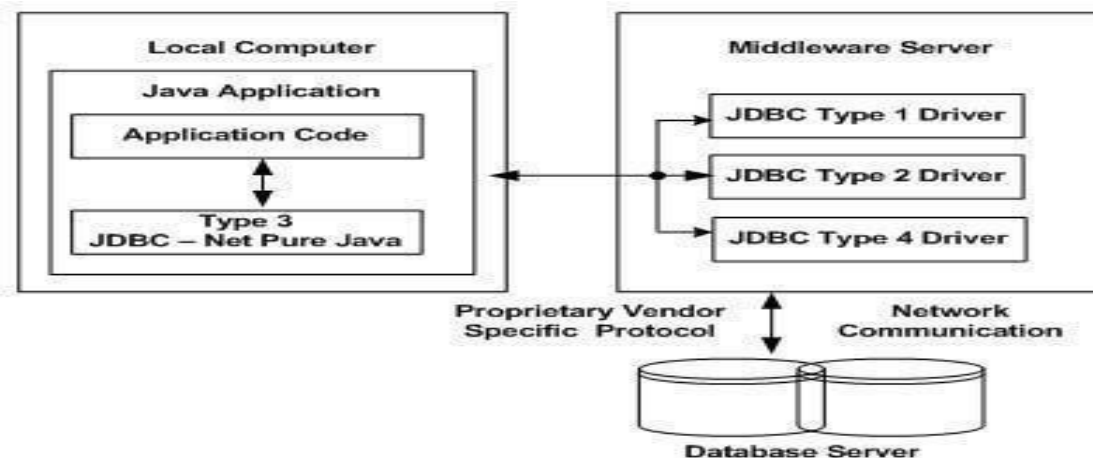 Local Computer
Java Application
Application Code
Type 3
JDBC – Net Pure Java
Middleware Server
JDBC Type 1 Driver
JDBC Type 2 Driver
JDBC Type 4 Driver
Proprietary Vendor
Specific Protocol
Network
Communication
Database Server